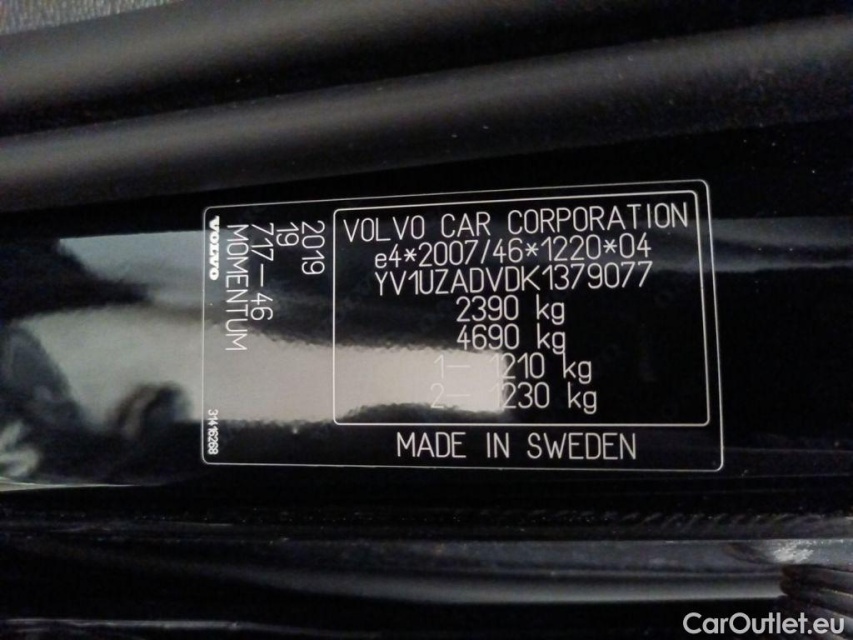 VOLVO CAR CORPORATION
e4*2007/46*1220*04
YV1UZADVDK1379077
2390 kg
4690 kg
1– 1210 kg
2– 1230 kg
MADE IN SWEDEN
2019
19
717–46
MOMENTUM
VOLVO
31416268
CarOutlet.eu